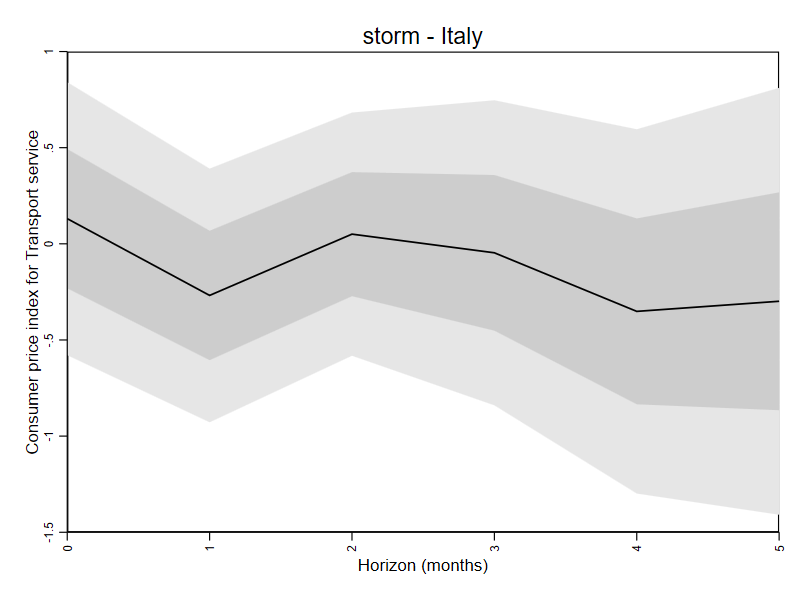 storm - Italy
Consumer price index for Transport service
1
.5
0
-.5
-1
-1.5
0 1 2 3 4 5
Horizon (months)